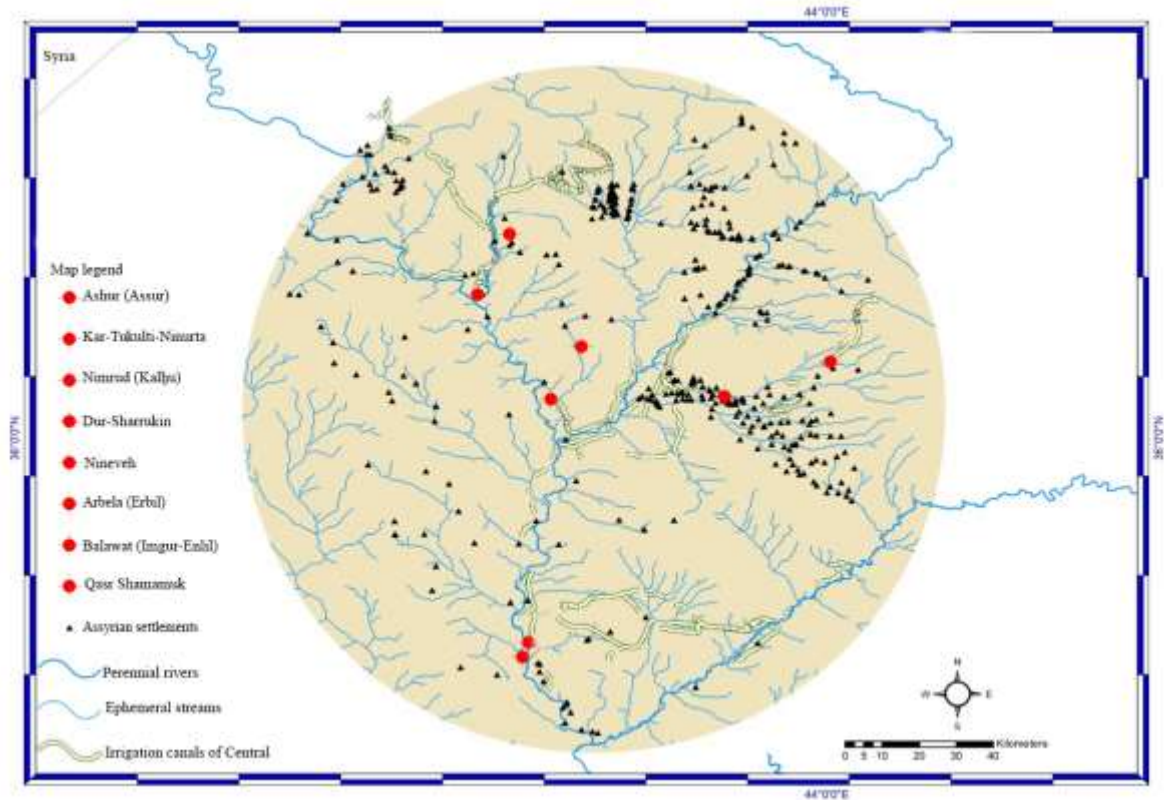 44°0'0"E
Syria
36°0'0"N
36°0'0"N
Map legend
Ashur (Assur)
Kar-Tukulti-Ninurta
Nimrud (Kalḫu)
Dur-Sharrukin
Nineveh
Arbela (Erbil)
Balawat (Imgur-Enlil)
Qasr Shamamuk
Assyrian settlements
Perennial rivers
Ephemeral streams
Irrigation canals of Central
N
W E
S
Kilometers
0 5 10 20 30 40
44°0'0"E